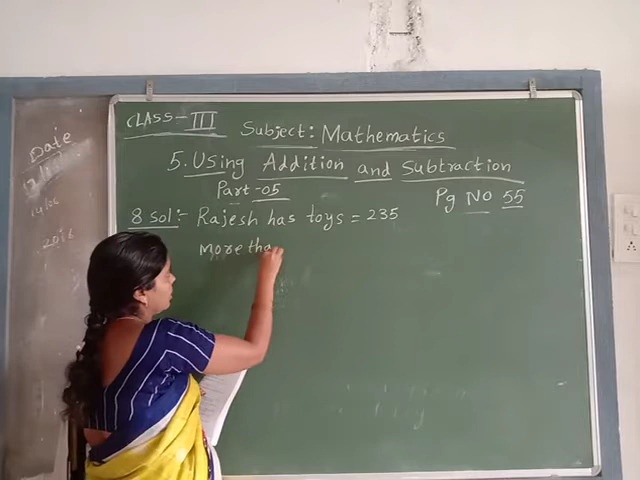 Date
CLASS-III
Subject: Mathematics
5. Using Addition and Subtraction
Part-05
Pg NO 55
8 Sol:- Rajesh has toys = 235
more tha